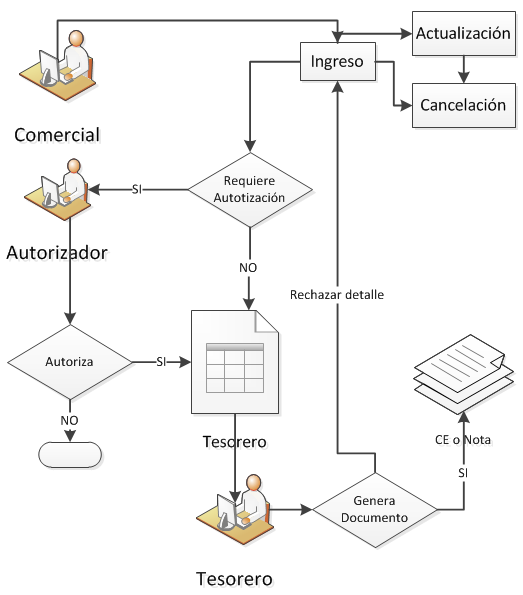 Actualización
Ingreso
Cancelación
Comercial
Requiere
Autotización
SI
Autorizador
NO
Rechazar detalle
Autoriza
SI
NO
Tesorero
CE o Nota
SI
Genera
Documento
Tesorero